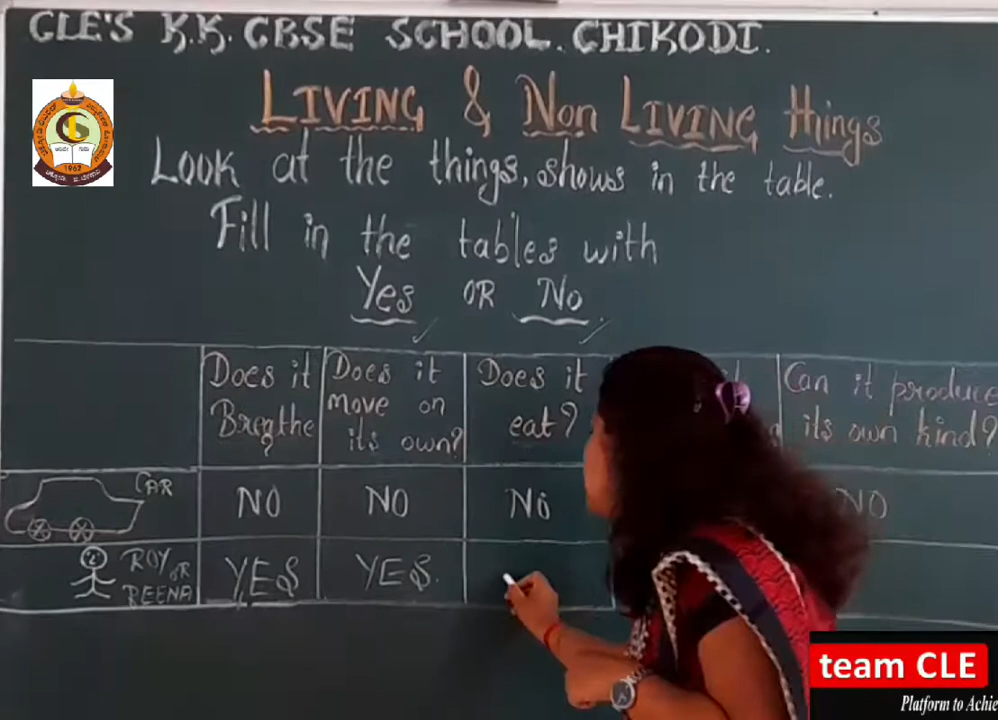 CLE'S K.K. CBSE SCHOOL. CHIKODI.
LIVING & Non LIVING things
Look at the things, shows in the table.
Fill in the tables with
Yes OR No
Does it Breathe
Does it move on its own?
Does it eat?
Can it produce its own kind?
CAR
NO
NO
No
NO
ROY OR REENA
YES
YES.
1962
team CLE
Platform to Achie